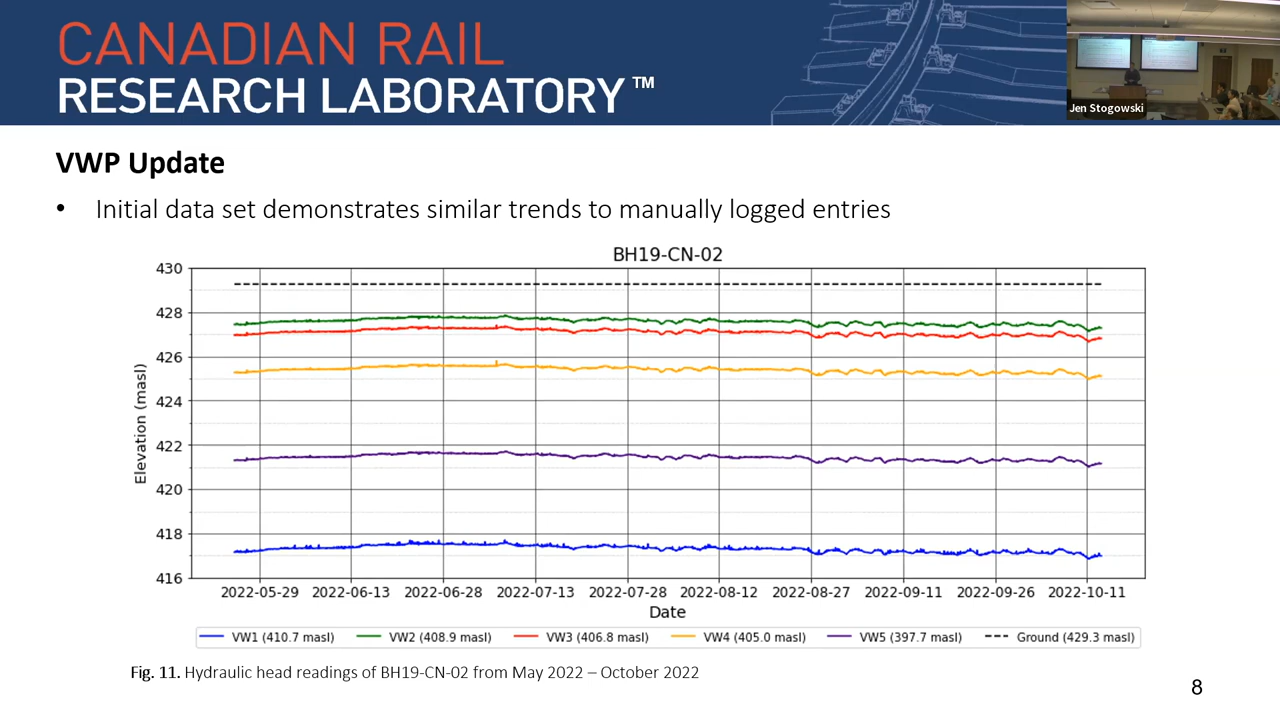 CANADIAN RAIL
RESEARCH LABORATORY™
Jen Stogowski
VWP Update
• Initial data set demonstrates similar trends to manually logged entries
BH19-CN-02
430
428
426
424
422
420
418
416
Elevation (masl)
2022-05-29 2022-06-13 2022-06-28 2022-07-13 2022-07-28 2022-08-12 2022-08-27 2022-09-11 2022-09-26 2022-10-11
Date
VW1 (410.7 masl) VW2 (408.9 masl) VW3 (406.8 masl) VW4 (405.0 masl) VW5 (397.7 masl) Ground (429.3 masl)
Fig. 11. Hydraulic head readings of BH19-CN-02 from May 2022 – October 2022
8